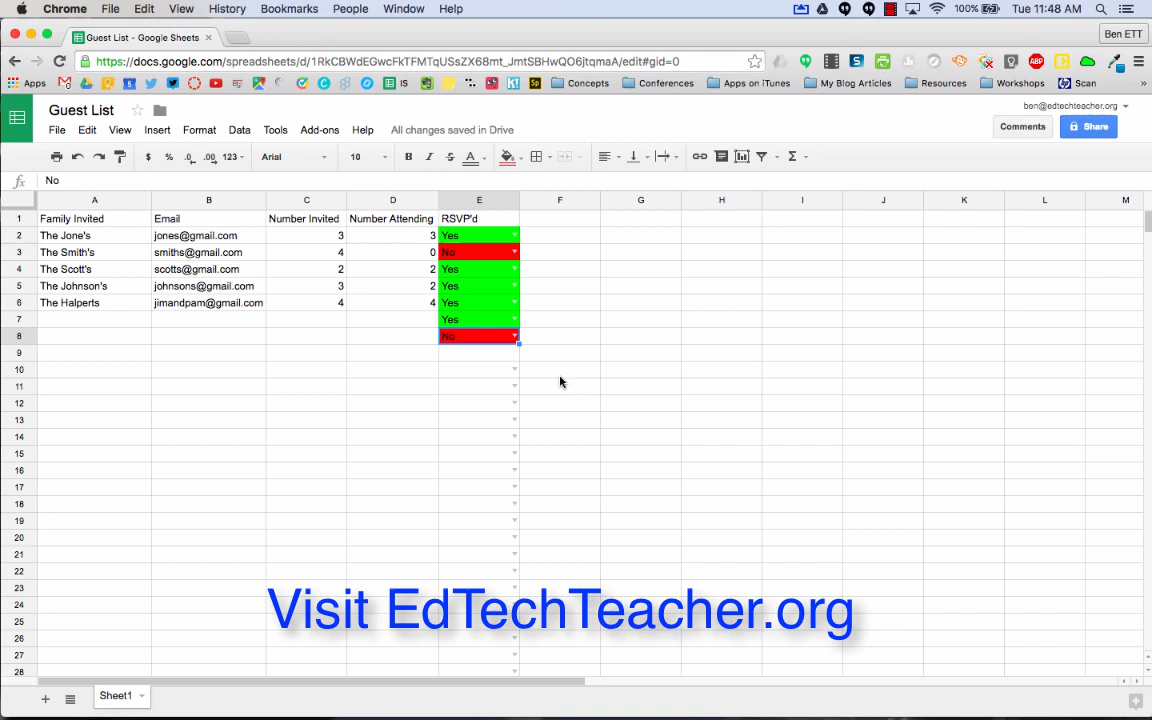 Chrome File Edit View History Bookmarks People Window Help 100% Tue 11:48 AM
Guest List - Google Sheets Ben ETT
https://docs.google.com/spreadsheets/d/1RkCBWdEGwcFkTFMTqUSsZX68mt_JmtSBHwQO6jtqmaA/edit#gid=0 ABP
Apps IS Sp Concepts Conferences Apps on iTunes My Blog Articles Resources Workshops Scan »
Guest List ben@edtechteacher.org
File Edit View Insert Format Data Tools Add-ons Help All changes saved in Drive Comments Share
$ % .0 .00 123 Arial 10 B I S A Σ
fx No
A B C D E F G H I J K L M
1 Family Invited Email Number Invited Number Attending RSVP'd
2 The Jone's jones@gmail.com 3 3 Yes
3 The Smith's smiths@gmail.com 4 0 No
4 The Scott's scotts@gmail.com 2 2 Yes
5 The Johnson's johnsons@gmail.com 3 2 Yes
6 The Halperts jimandpam@gmail.com 4 4 Yes
7 Yes
8 No
9
10
11
12
13
14
15
16
17
18
19
20
21
22
23
24
Visit EdTechTeacher.org
25
26
27
28
+ Sheet1